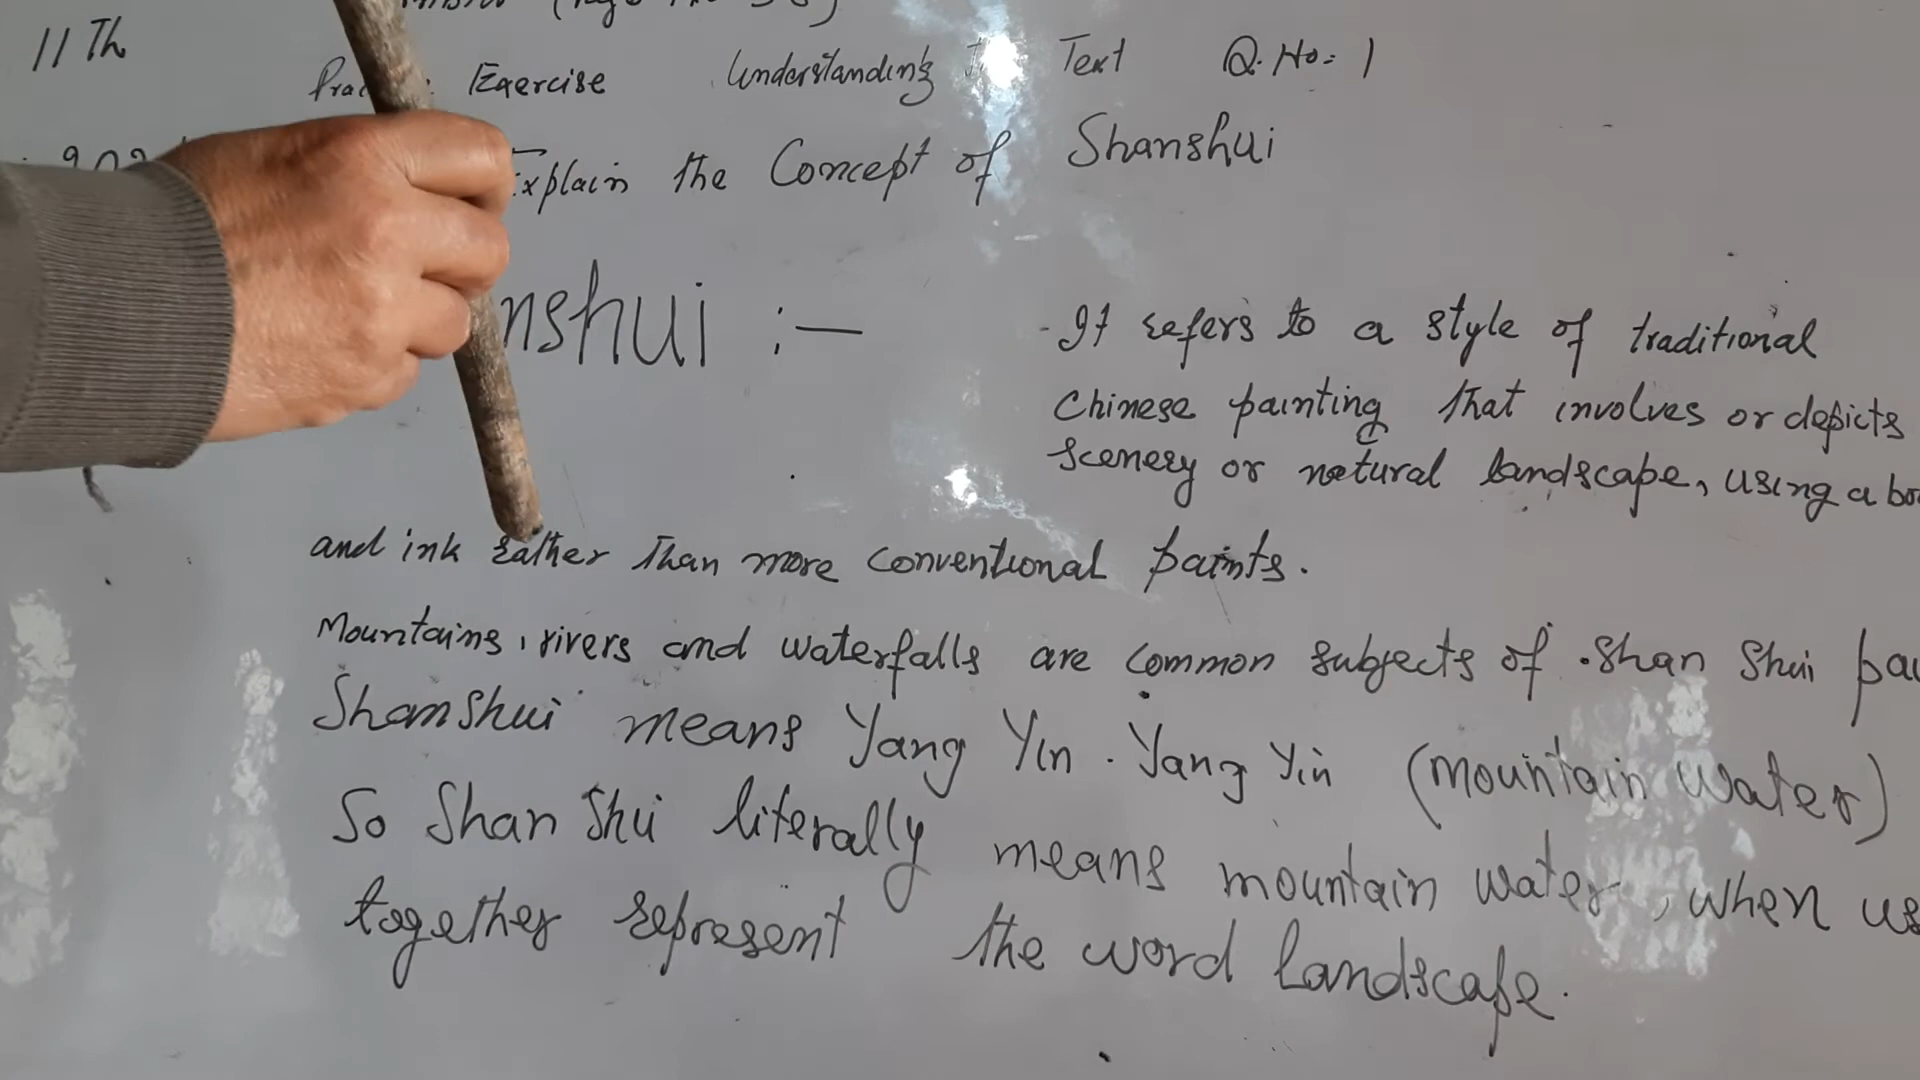 11 Th
Exercise Understanding Text Q. No: 1
Explain the Concept of Shanshui
nshui :— It refers to a style of traditional
Chinese painting that involves or depicts
scenery or natural landscape, using a
and ink rather than more conventional paints.
Mountains, rivers and waterfalls are common subjects of Shan Shui
Shanshui means Yang Yin. Yang Yin (Mountain Water)
So Shan Shui literally means mountain water, when
together represent the word landscape.